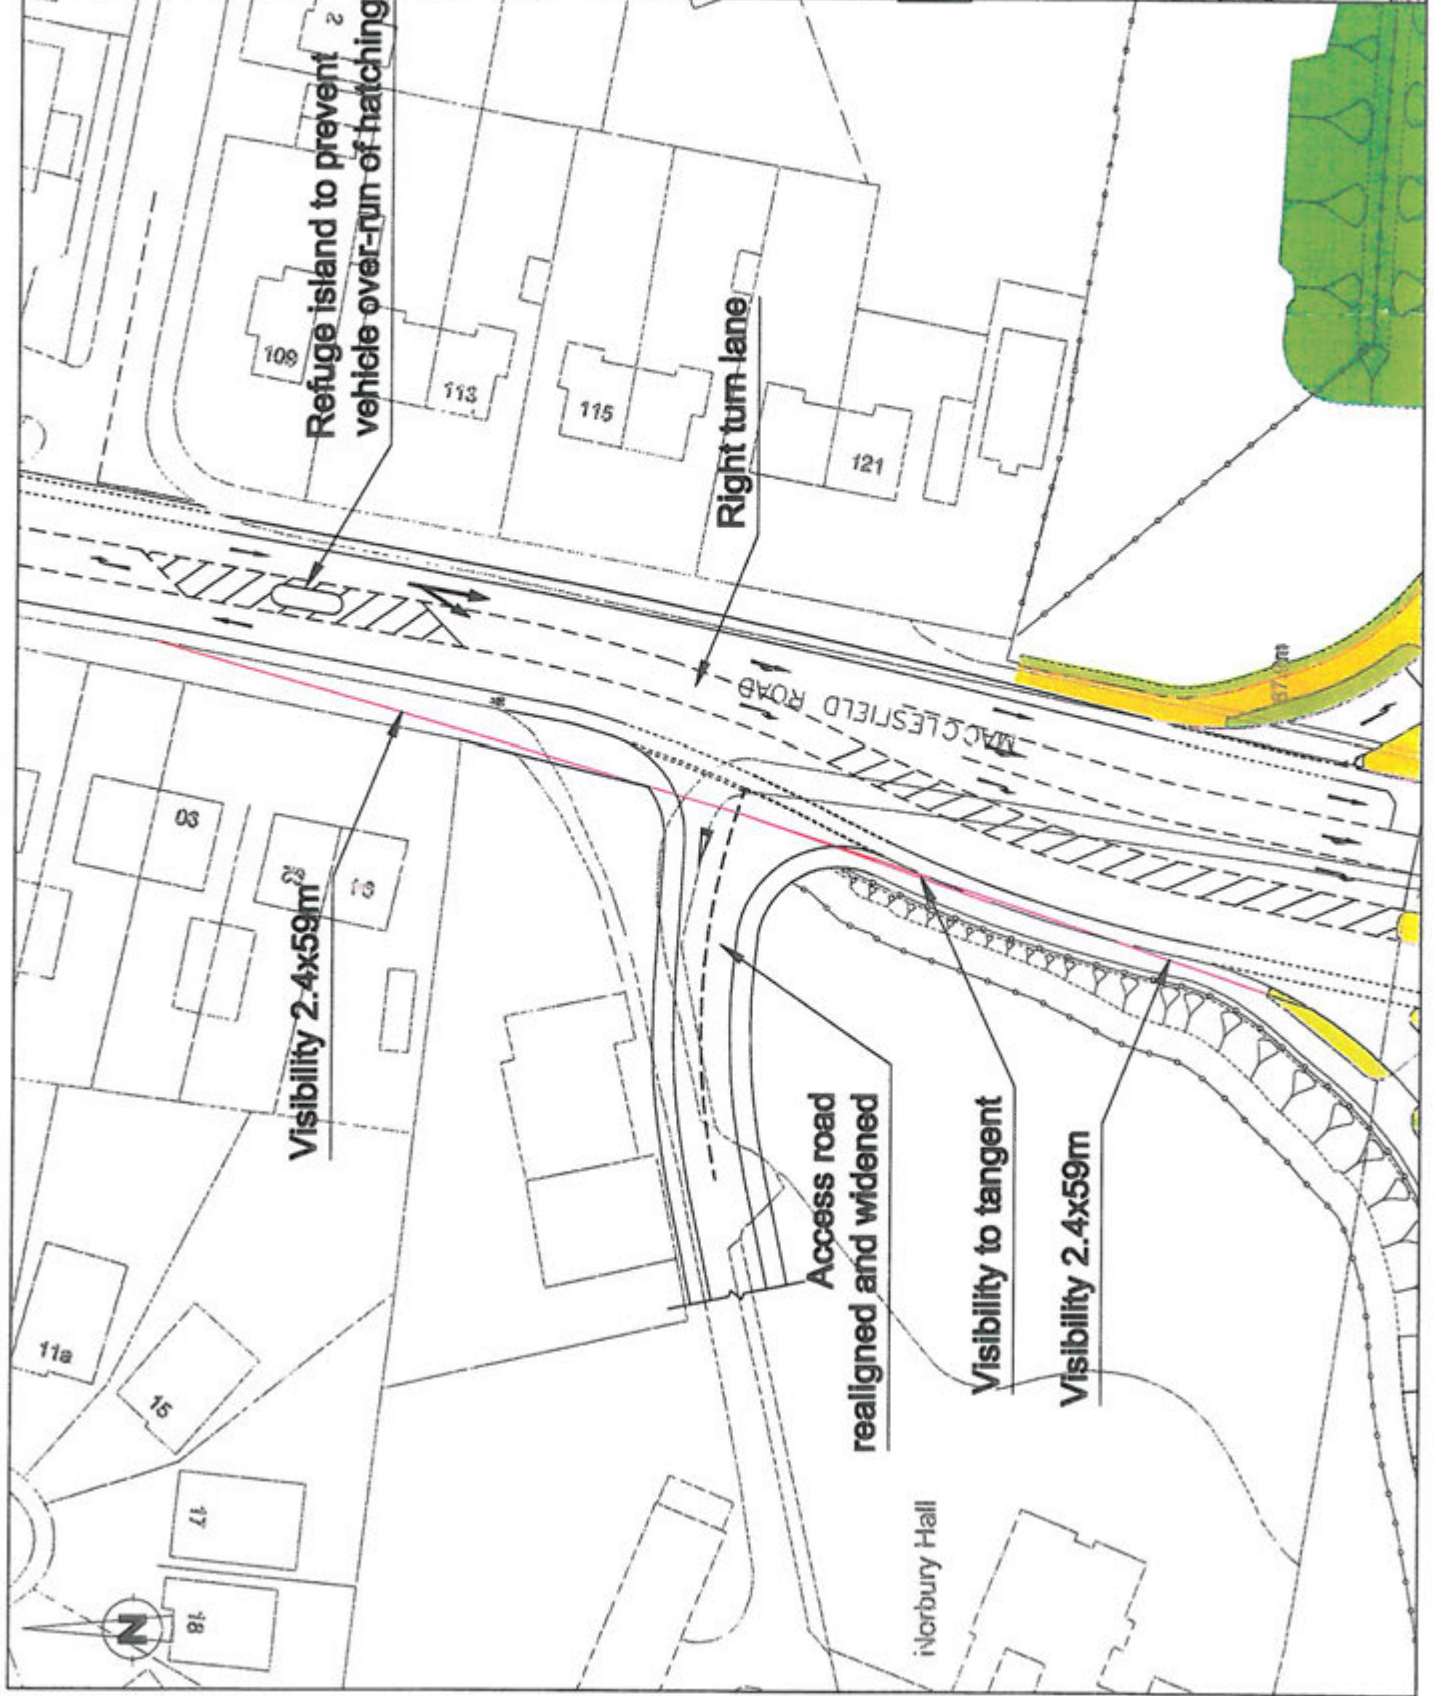 2
Refuge island to prevent
vehicle over-run of hatching
109
113
115
121
Right turn lane
MACCLESFIELD ROAD
Visibility 2.4x59m
Access road
realigned and widened
Visibility to tangent
Visibility 2.4x59m
11a
15
17
18
N
Norbury Hall